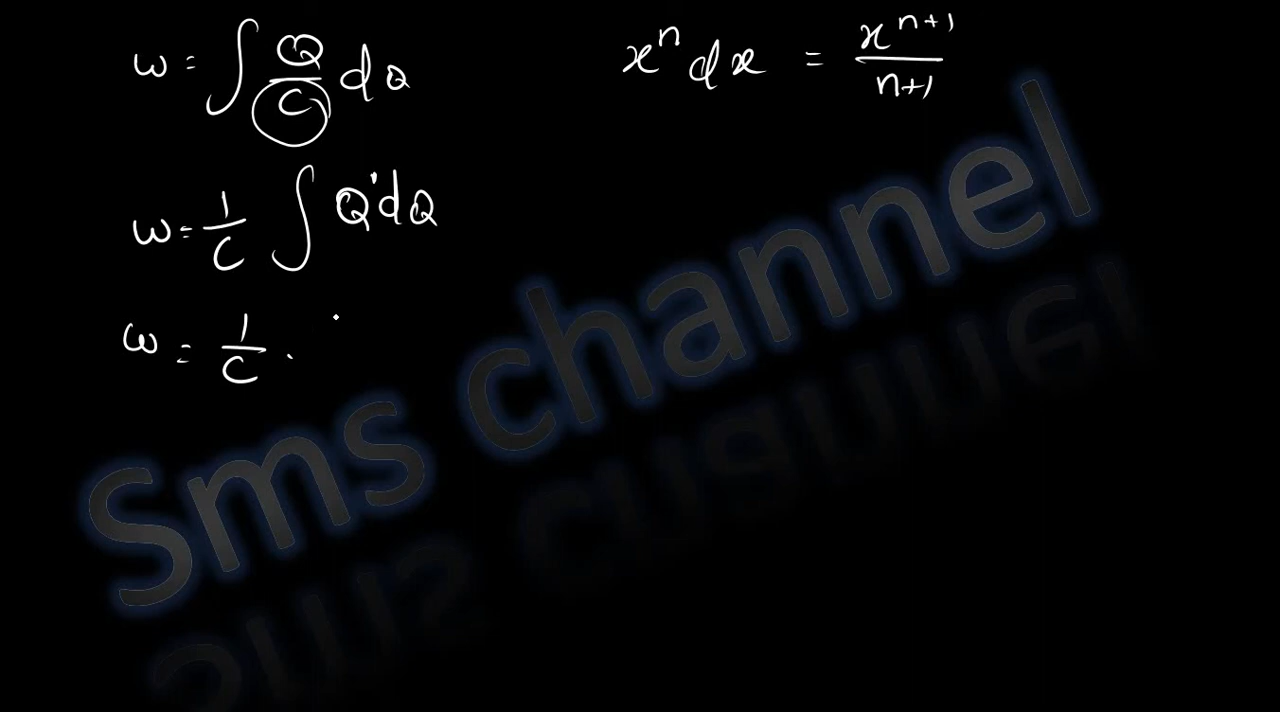 ω = ∫ Q/C dQ
xⁿ dx = xⁿ⁺¹/n+1
ω = 1/C ∫ Q¹dQ
ω = 1/C .
Sms channel